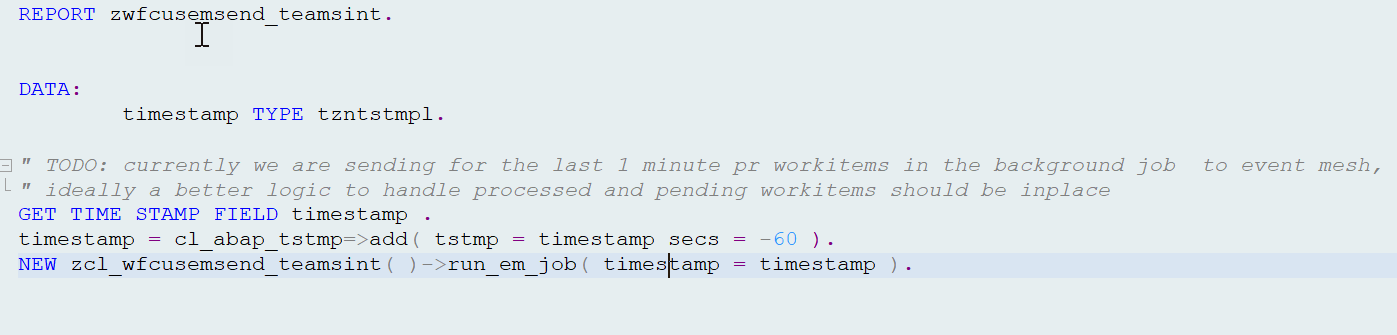 REPORT zwfcusemsend_teamsint.
DATA:
timestamp TYPE tzntstmpl.
" TODO: currently we are sending for the last 1 minute pr workitems in the background job  to event mesh,
" ideally a better logic to handle processed and pending workitems should be inplace
GET TIME STAMP FIELD timestamp .
timestamp = cl_abap_tstmp=>add( tstmp = timestamp secs = -60 ).
NEW zcl_wfcusemsend_teamsint( )->run_em_job( timestamp = timestamp ).